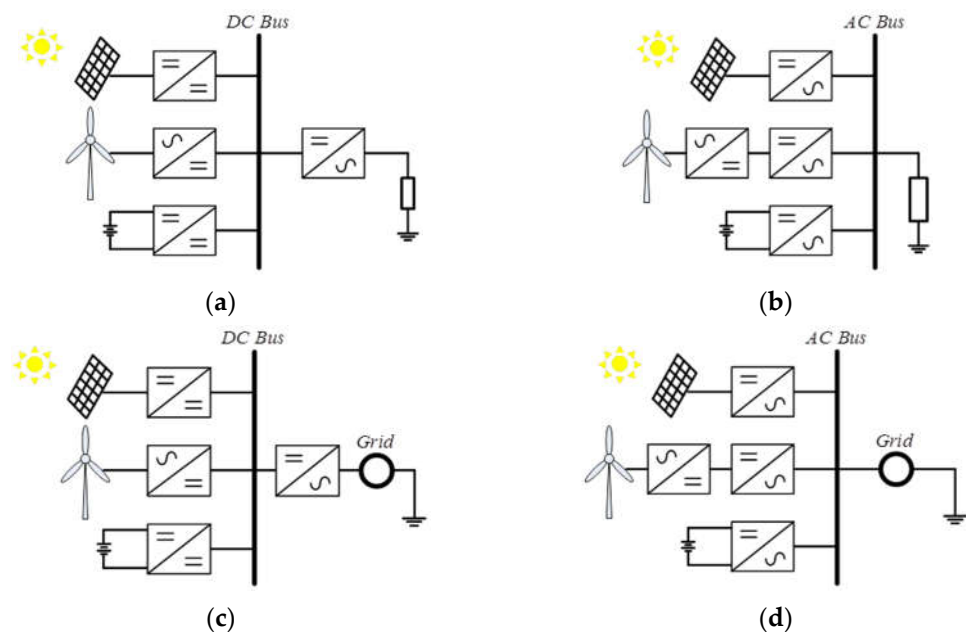 DC Bus
AC Bus
(a)
(b)
DC Bus
AC Bus
Grid
Grid
(c)
(d)